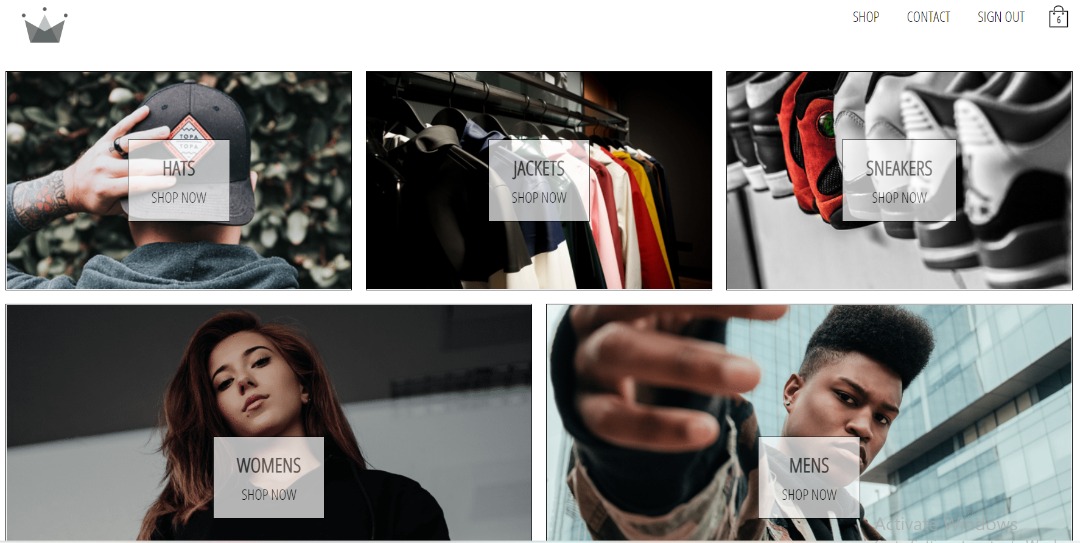 SHOP CONTACT SIGN OUT 6
TOPA
TOPA
HATS
SHOP NOW
JACKETS
SHOP NOW
SNEAKERS
SHOP NOW
WOMENS
SHOP NOW
MENS
SHOP NOW
Activate Windows